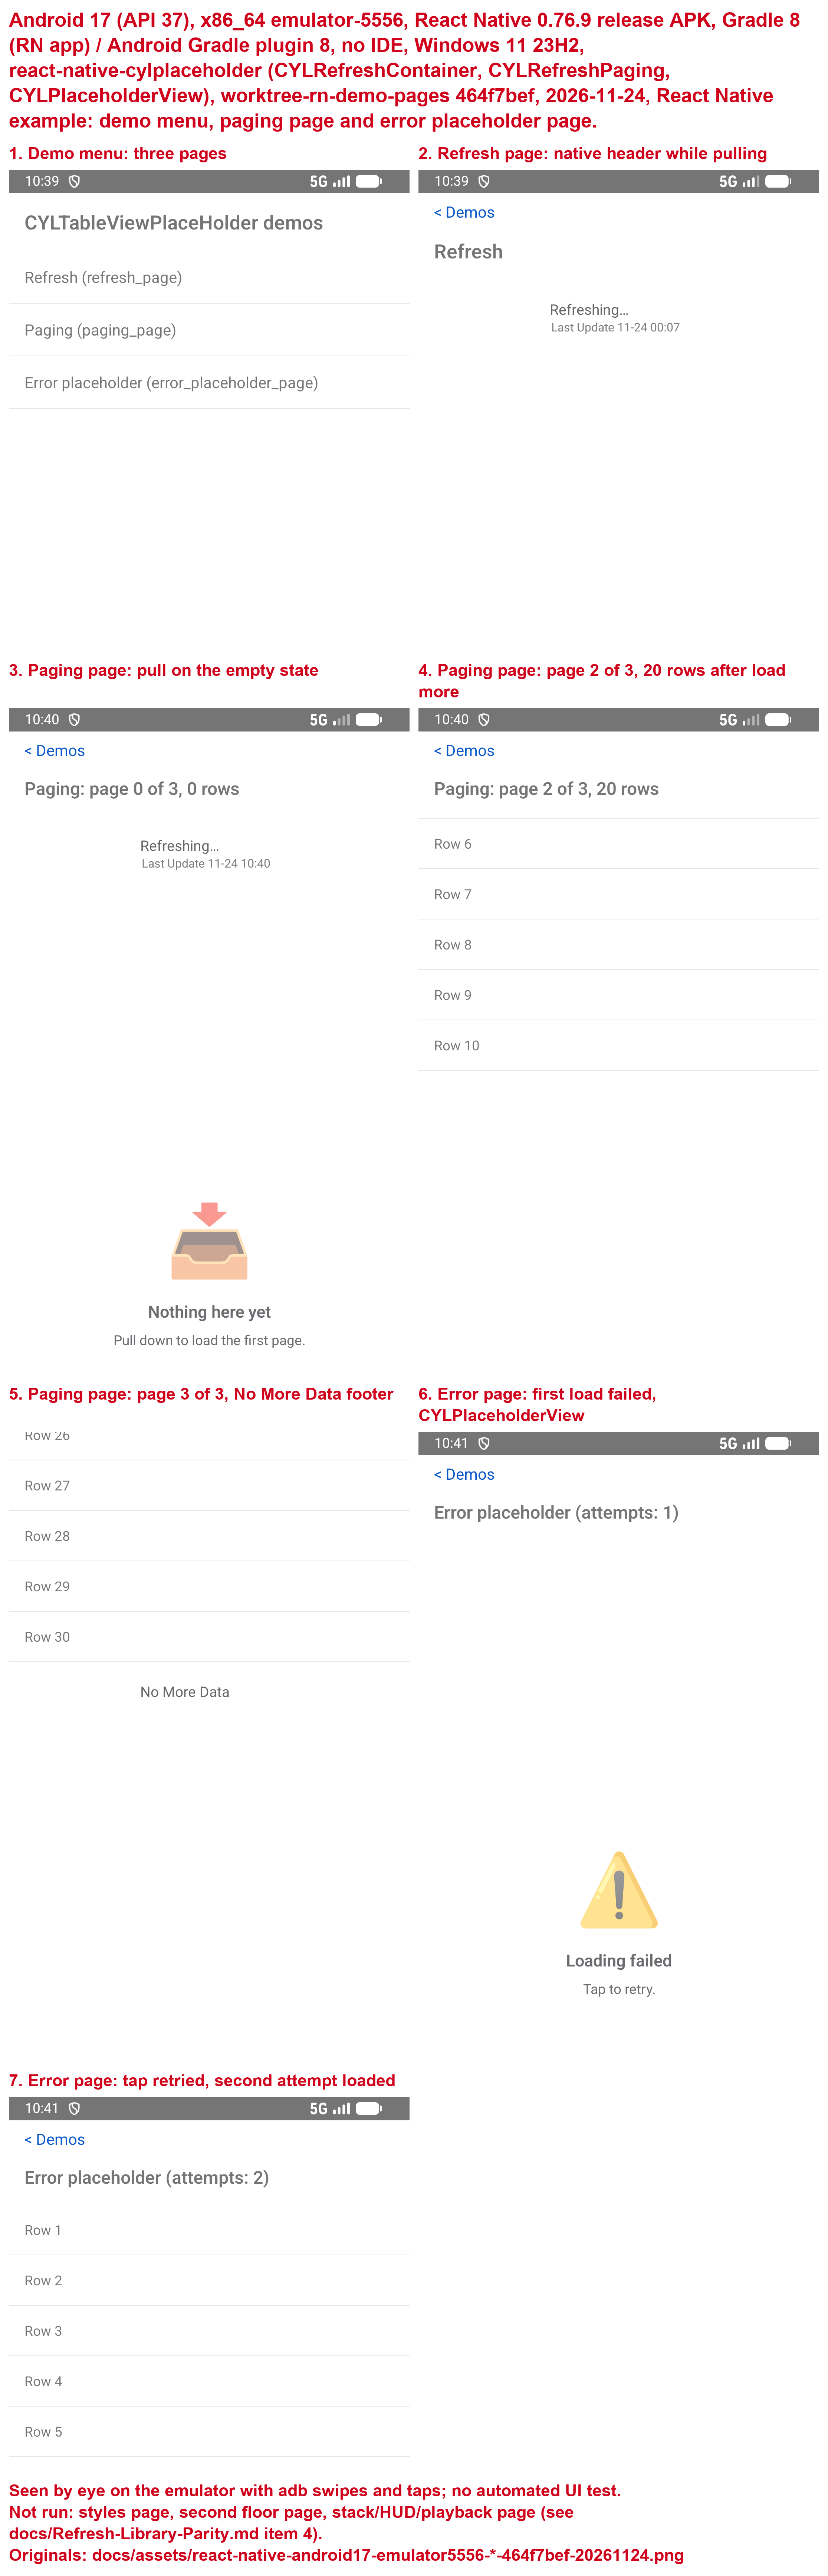 Android 17 (API 37), x86_64 emulator-5556, React Native 0.76.9 release APK, Gradle 8
(RN app) / Android Gradle plugin 8, no IDE, Windows 11 23H2,
react-native-cylplaceholder (CYLRefreshContainer, CYLRefreshPaging,
CYLPlaceholderView), worktree-rn-demo-pages 464f7bef, 2026-11-24, React Native
example: demo menu, paging page and error placeholder page.
1. Demo menu: three pages
10:39 5G
CYLTableViewPlaceHolder demos
Refresh (refresh_page)
Paging (paging_page)
Error placeholder (error_placeholder_page)
2. Refresh page: native header while pulling
10:39 5G
< Demos
Refresh
Refreshing...
Last Update 11-24 00:07
3. Paging page: pull on the empty state
10:40 5G
< Demos
Paging: page 0 of 3, 0 rows
Refreshing...
Last Update 11-24 10:40
Nothing here yet
Pull down to load the first page.
4. Paging page: page 2 of 3, 20 rows after load
more
10:40 5G
< Demos
Paging: page 2 of 3, 20 rows
Row 6
Row 7
Row 8
Row 9
Row 10
5. Paging page: page 3 of 3, No More Data footer
Row 26
Row 27
Row 28
Row 29
Row 30
No More Data
6. Error page: first load failed,
CYLPlaceholderView
10:41 5G
< Demos
Error placeholder (attempts: 1)
Loading failed
Tap to retry.
7. Error page: tap retried, second attempt loaded
10:41 5G
< Demos
Error placeholder (attempts: 2)
Row 1
Row 2
Row 3
Row 4
Row 5
Seen by eye on the emulator with adb swipes and taps; no automated UI test.
Not run: styles page, second floor page, stack/HUD/playback page (see
docs/Refresh-Library-Parity.md item 4).
Originals: docs/assets/react-native-android17-emulator5556-*-464f7bef-20261124.png